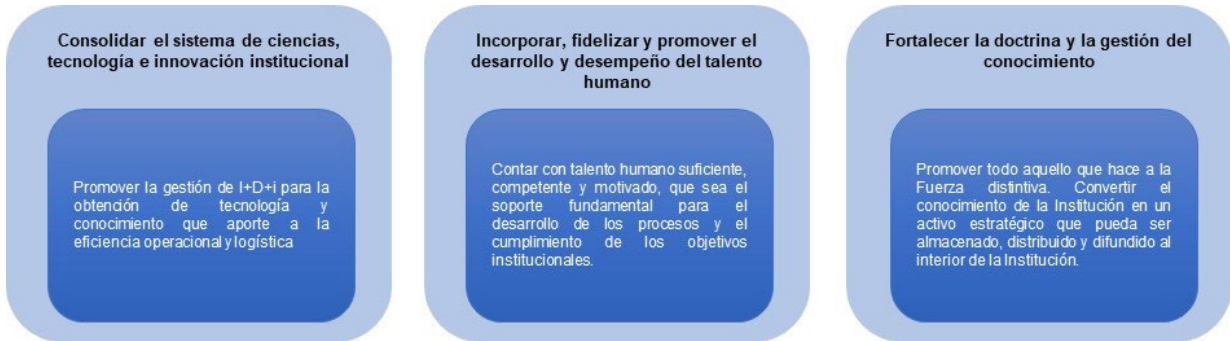 Consolidar el sistema de ciencias,
tecnología e innovación institucional
Promover la gestión de I+D+i para la
obtención de tecnología y
conocimiento que aporte a la
eficiencia operacional y logística
Incorporar, fidelizar y promover el
desarrollo y desempeño del talento
humano
Contar con talento humano suficiente,
competente y motivado, que sea el
soporte fundamental para el
desarrollo de los procesos y el
cumplimiento de los objetivos
institucionales.
Fortalecer la doctrina y la gestión del
conocimiento
Promover todo aquello que hace a la
Fuerza distintiva. Convertir el
conocimiento de la Institución en un
activo estratégico que pueda ser
almacenado, distribuido y difundido al
interior de la Institución.